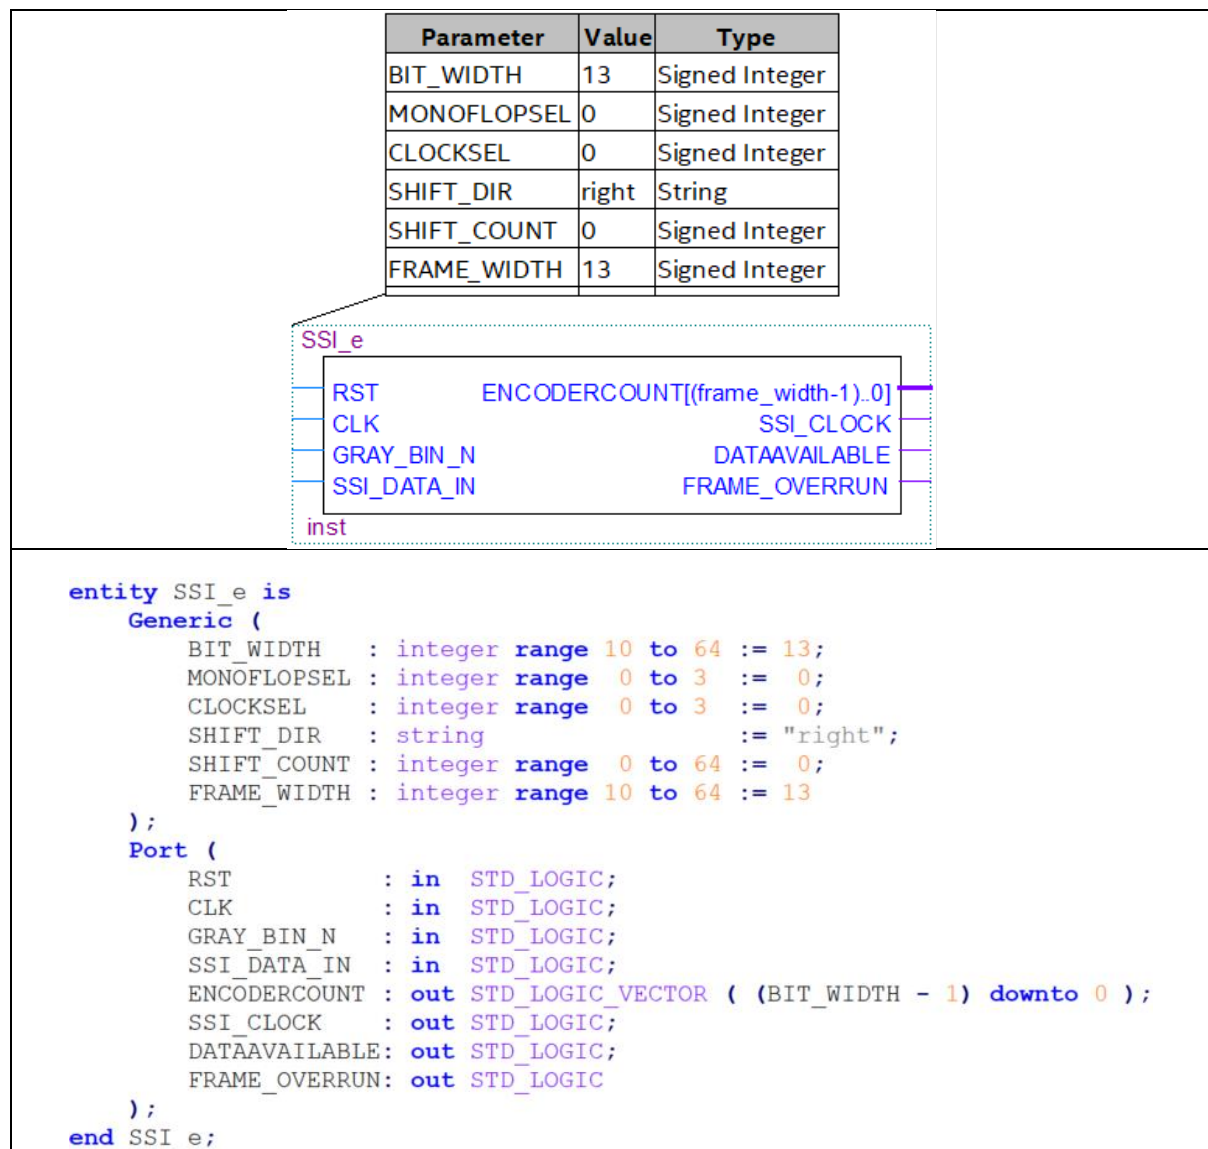 Parameter Value Type
BIT_WIDTH 13 Signed Integer
MONOFLOPSEL 0 Signed Integer
CLOCKSEL 0 Signed Integer
SHIFT_DIR right String
SHIFT_COUNT 0 Signed Integer
FRAME_WIDTH 13 Signed Integer
SSI_e
RST ENCODERCOUNT[(frame_width-1)..0]
CLK SSI_CLOCK
GRAY_BIN_N DATAAVAILABLE
SSI_DATA_IN FRAME_OVERRUN
inst
entity SSI_e is
Generic (
BIT_WIDTH : integer range 10 to 64 := 13;
MONOFLOPSEL : integer range 0 to 3 := 0;
CLOCKSEL : integer range 0 to 3 := 0;
SHIFT_DIR : string := "right";
SHIFT_COUNT : integer range 0 to 64 := 0;
FRAME_WIDTH : integer range 10 to 64 := 13
);
Port (
RST : in STD_LOGIC;
CLK : in STD_LOGIC;
GRAY_BIN_N : in STD_LOGIC;
SSI_DATA_IN : in STD_LOGIC;
ENCODERCOUNT : out STD_LOGIC_VECTOR ( (BIT_WIDTH - 1) downto 0 );
SSI_CLOCK : out STD_LOGIC;
DATAAVAILABLE: out STD_LOGIC;
FRAME_OVERRUN: out STD_LOGIC
);
end SSI_e;